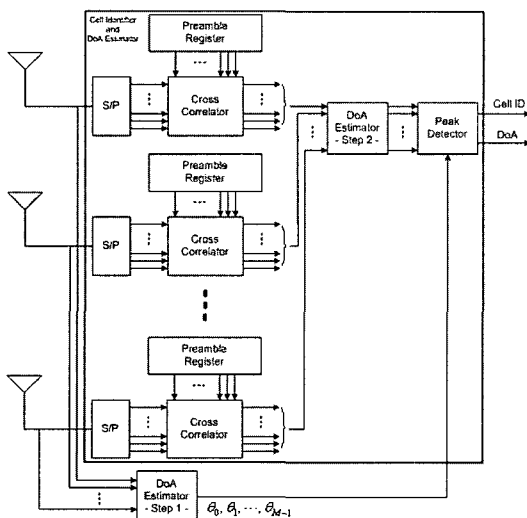 Cell Identifier
and
DoA Estimator
Preamble
Register
S/P
Cross
Correlator
Cell ID
DoA
Estimator
- Step 2 -
Peak
Detector
DoA
Preamble
Register
S/P
Cross
Correlator
Preamble
Register
S/P
Cross
Correlator
DoA
Estimator
- Step 1 -
θ₀, θ₁, ⋯, θ_{M−1}